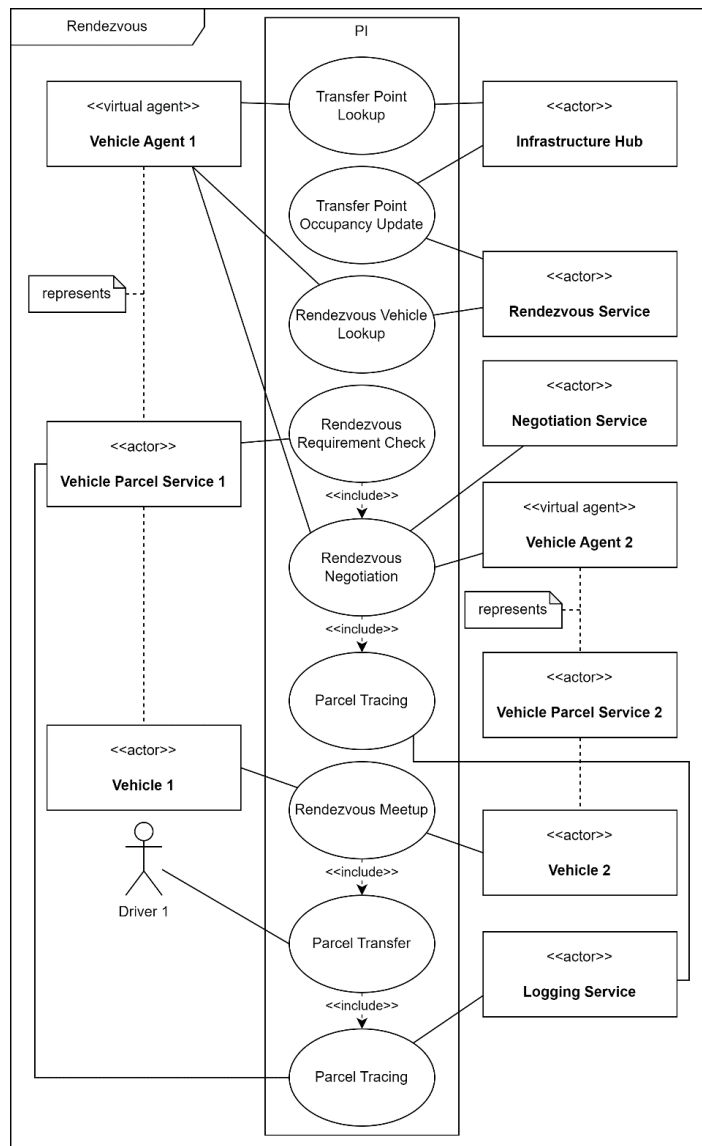 Rendezvous
PI
<<virtual agent>>
Vehicle Agent 1
Transfer Point
Lookup
<<actor>>
Infrastructure Hub
Transfer Point
Occupancy Update
represents
Rendezvous Vehicle
Lookup
<<actor>>
Rendezvous Service
<<actor>>
Negotiation Service
<<actor>>
Vehicle Parcel Service 1
Rendezvous
Requirement Check
<<include>>
Rendezvous
Negotiation
<<virtual agent>>
Vehicle Agent 2
represents
<<include>>
Parcel Tracing
<<actor>>
Vehicle Parcel Service 2
<<actor>>
Vehicle 1
Rendezvous Meetup
<<actor>>
Vehicle 2
<<include>>
Driver 1
Parcel Transfer
<<actor>>
Logging Service
<<include>>
Parcel Tracing